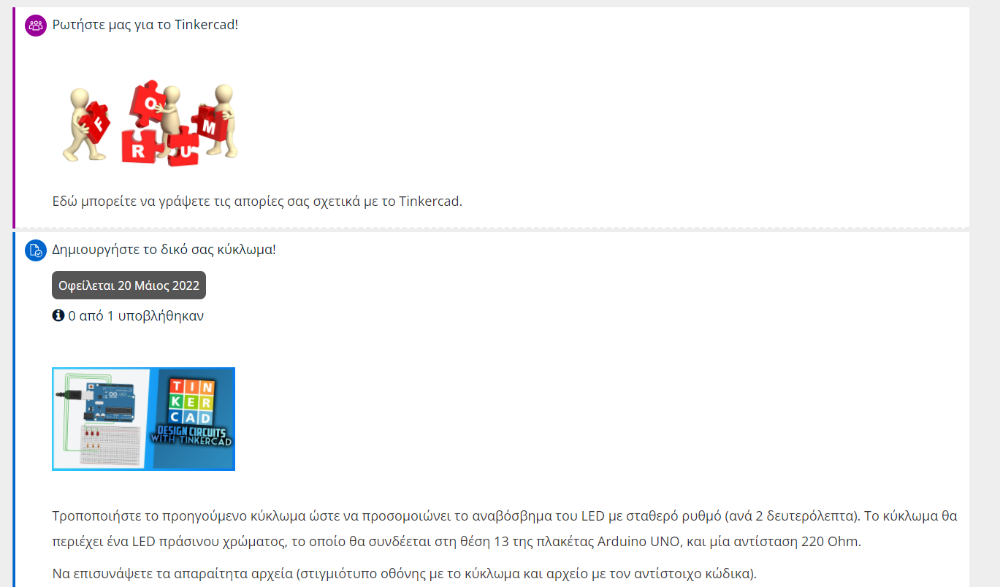 Ρωτήστε μας για το Tinkercad!
F O R U M
Εδώ μπορείτε να γράψετε τις απορίες σας σχετικά με το Tinkercad.
Δημιουργήστε το δικό σας κύκλωμα!
Οφείλεται 20 Μάιος 2022
0 από 1 υποβλήθηκαν
TIN
KER
CAD
DESIGN CIRCUITS
WITH TINKERCAD
Τροποποιήστε το προηγούμενο κύκλωμα ώστε να προσομοιώνει το αναβόσβημα του LED με σταθερό ρυθμό (ανά 2 δευτερόλεπτα). Το κύκλωμα θα
περιέχει ένα LED πράσινου χρώματος, το οποίο θα συνδέεται στη θέση 13 της πλακέτας Arduino UNO, και μία αντίσταση 220 Ohm.
Να επισυνάψετε τα απαραίτητα αρχεία (στιγμιότυπο οθόνης με το κύκλωμα και αρχείο με τον αντίστοιχο κώδικα).